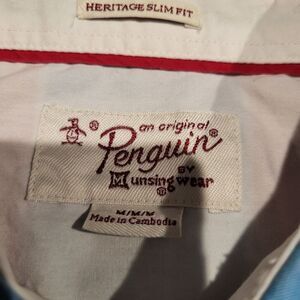 HERITAGE SLIM FIT
an original
Penguin®
BY
Munsingwear®
M/M/M
Made in Cambodia